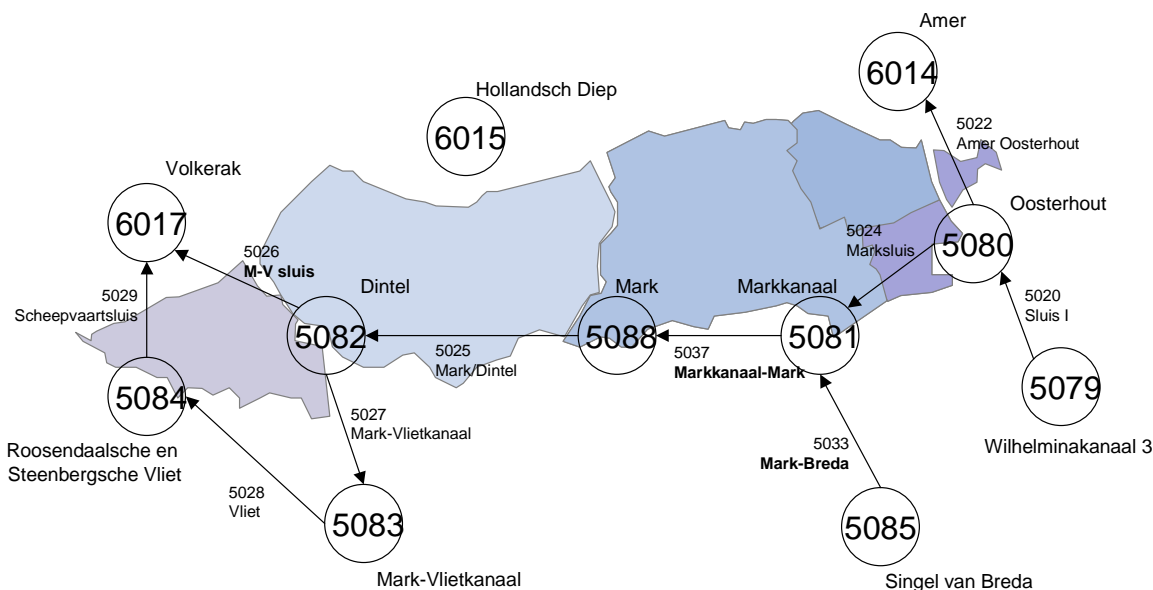 Amer
6014
Hollandsch Diep
6015
5022
Amer Oosterhout
Volkerak
6017
Oosterhout
5080
5024
Marksluis
5026
M-V sluis
Dintel
5082
Mark
5088
Markkanaal
5081
5029
Scheepvaartsluis
5020
Sluis I
5025
Mark/Dintel
5037
Markkanaal-Mark
5084
5079
5027
Mark-Vlietkanaal
Roosendaalsche en
Steenbergsche Vliet
Wilhelminakanaal 3
5033
Mark-Breda
5028
Vliet
5083
5085
Mark-Vlietkanaal
Singel van Breda